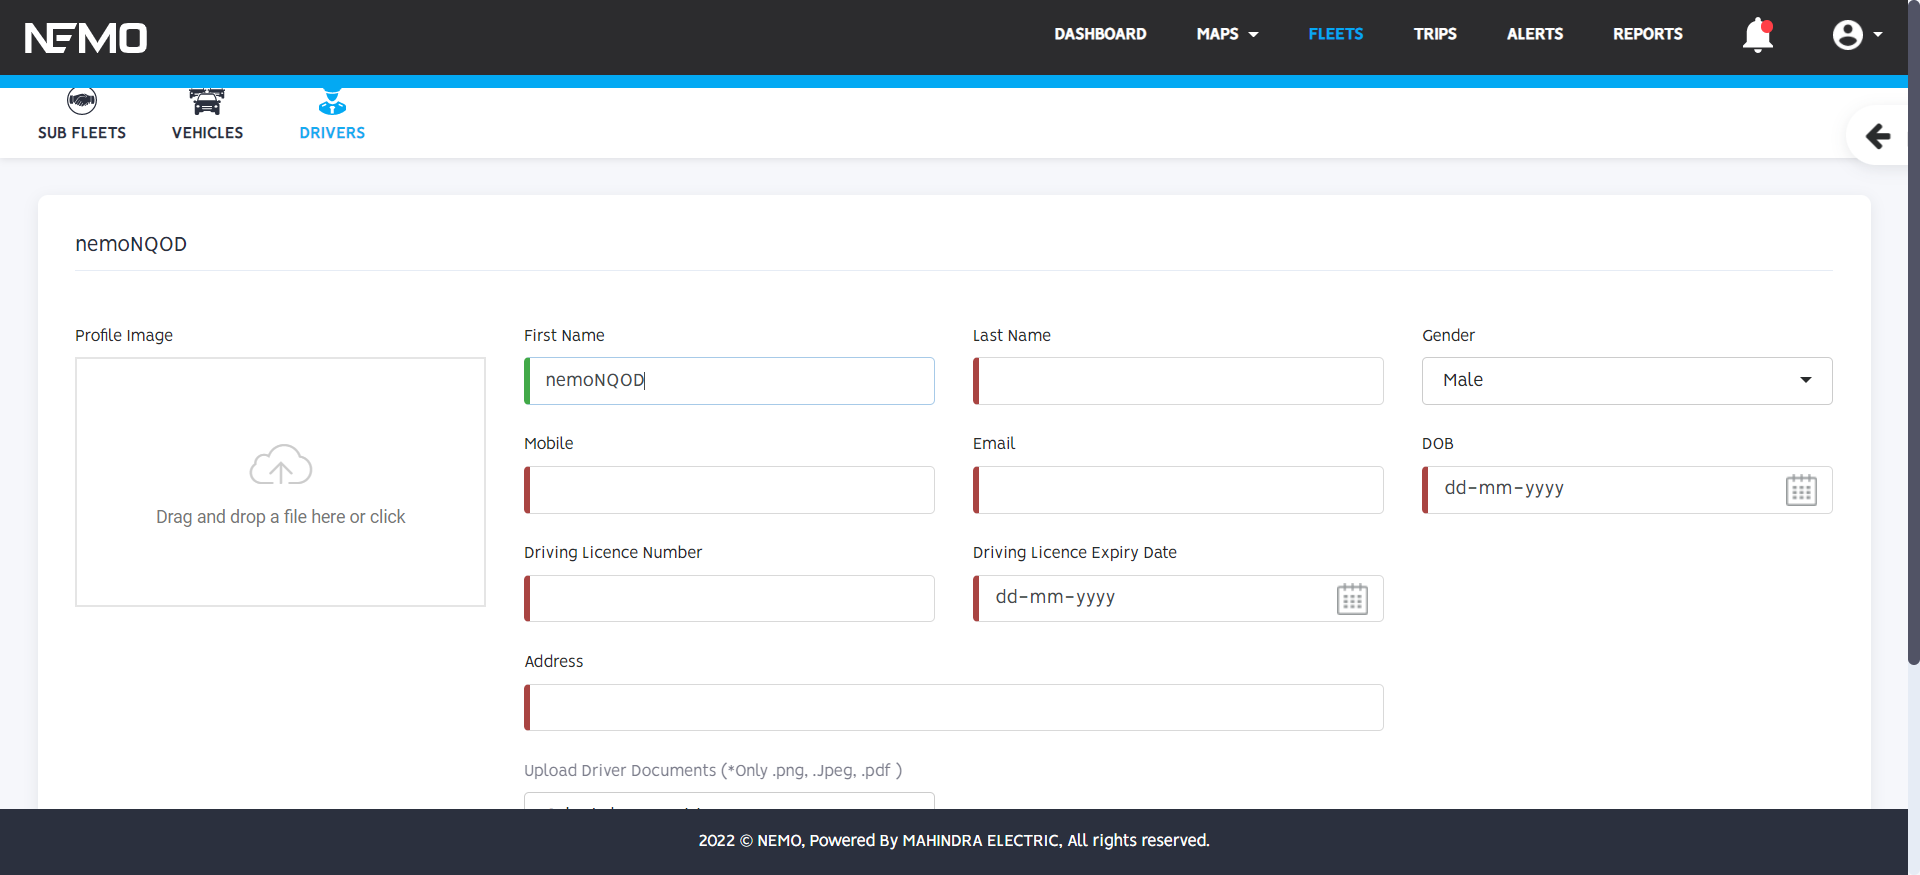 NEMO
DASHBOARD
MAPS
FLEETS
TRIPS
ALERTS
REPORTS
SUB FLEETS
VEHICLES
DRIVERS
nemoNQOD
Profile Image
First Name
Last Name
Gender
nemoNQOD
Male
Drag and drop a file here or click
Mobile
Email
DOB
dd-mm-yyyy
Driving Licence Number
Driving Licence Expiry Date
dd-mm-yyyy
Address
Upload Driver Documents (*Only .png, .Jpeg, .pdf )
2022 © NEMO, Powered By MAHINDRA ELECTRIC, All rights reserved.